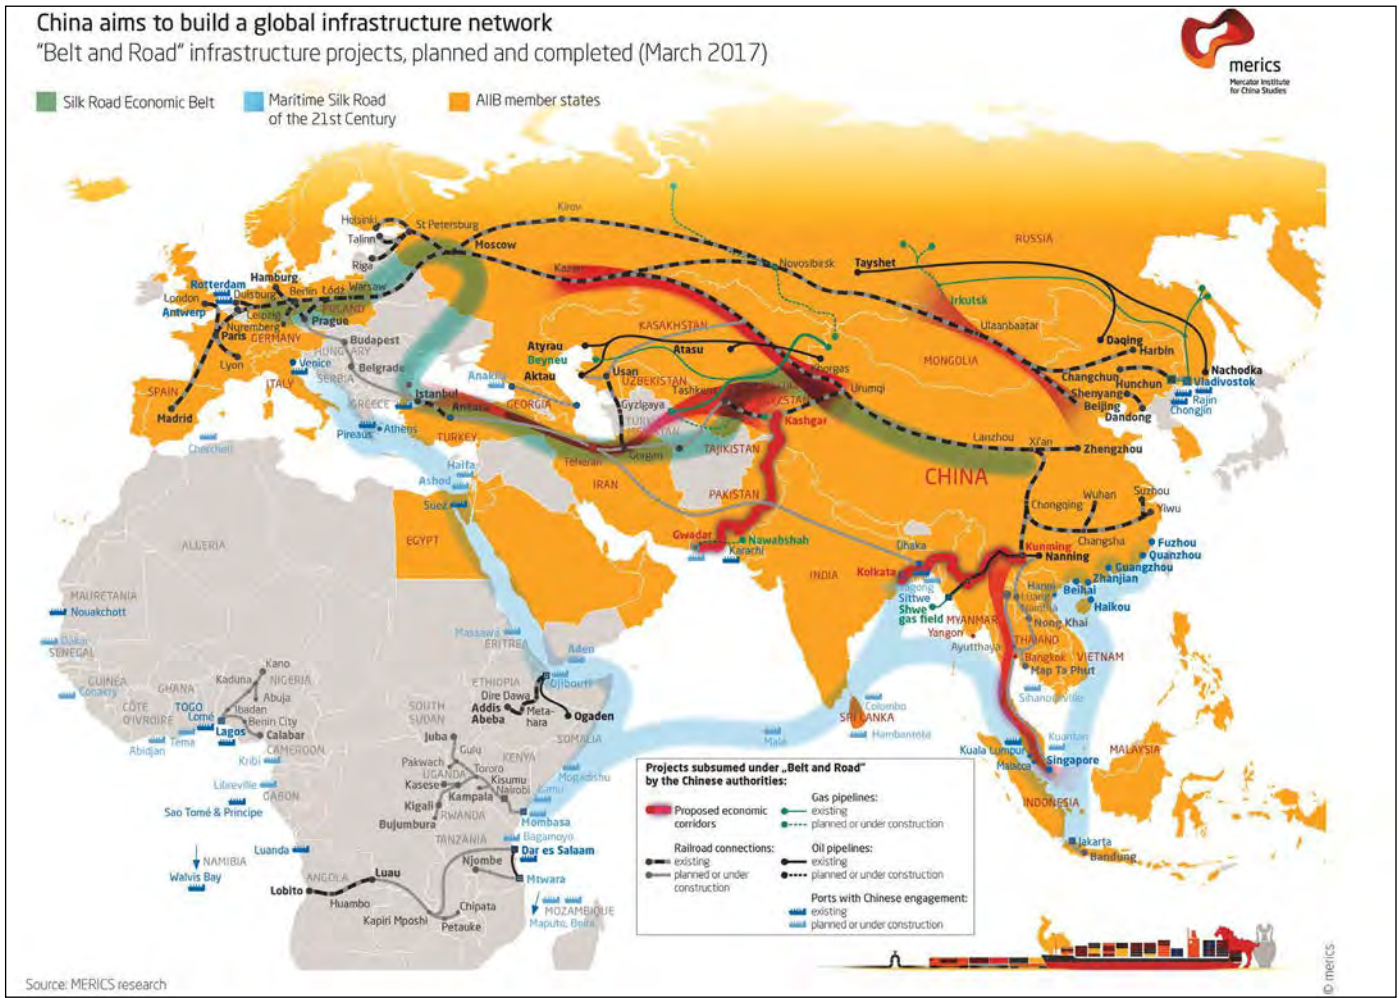 China aims to build a global infrastructure network
"Belt and Road" infrastructure projects, planned and completed (March 2017)
merics
Mercator Institute
for China Studies
Silk Road Economic Belt
Maritime Silk Road
of the 21st Century
AIIB member states
Kirov
Helsinki
St Petersburg
Talinn
Moscow
RUSSIA
Riga
Kazan
Novosibirsk
Tayshet
Hamburg
Rotterdam
London
Duisburg
Berlin
Łódź
Warsaw
Antwerp
Leipzig
POLAND
Irkutsk
Nuremberg
Prague
Paris
GERMANY
Ulaanbaatar
KASAKHSTAN
Budapest
HUNGARY
Atyrau
Atasu
Daqing
Harbin
Lyon
Venice
Belgrade
Beyneu
MONGOLIA
Khorgas
Changchun
Nachodka
SERBIA
ITALY
Anaklia
Aktau
Usan
UZBEKISTAN
Hunchun
Vladivostok
SPAIN
Istanbul
Tashkent
Urumqi
Shenyang
Rajin
GREECE
Ankara
GEORGIA
Gyzlgaya
Beijing
Chongjin
Madrid
Dandong
Kashgar
Piraeus
Athens
TURKEY
Lanzhou
Xi'an
Zhengzhou
Cherchell
Teheran
Gorgan
TAJIKISTAN
Haifa
Ashod
IRAN
CHINA
PAKISTAN
Suez
Chongqing
Wuhan
Suzhou
Yiwu
EGYPT
Gwadar
Nawabshah
Karachi
Changsha
ALGERIA
Dhaka
Kunming
Nanning
Fuzhou
Quanzhou
INDIA
Kolkata
Guangzhou
Zhanjian
Beihai
Haikou
Sittwe
Hanoi
Luang
Namtha
MAURETANIA
Nouakchott
Shwe
gas field
MYANMAR
Yangon
Nong Khai
Massawa
ERITREA
Aden
Ayutthaya
THAILAND
Bangkok
VIETNAM
Map Ta Phut
Dakar
SENEGAL
Kano
Kaduna
NIGERIA
Abuja
ETHIOPIA
Djibouti
Dire Dawa
Addis
Abeba
Meta-
hara
Ogaden
GUINEA
Conakry
GHANA
CÔTE
D'IVROIRE
TOGO
Lomé
Ibadan
Benin City
Lagos
Calabar
Tema
Abidjan
SOUTH
SUDAN
Sihanoukville
Colombo
SRI LANKA
Hambantota
Malé
Juba
SOMALIA
CAMEROON
Kribi
Gulu
KENYA
Kuantan
Kuala Lumpur
MALAYSIA
Malacca
Singapore
Pakwach
UGANDA
Tororo
Mogadishu
Libreville
GABON
Kasese
Kisumu
Nairobi
Lamu
Kampala
INDONESIA
Sao Tomé & Principe
Kigali
RWANDA
Mombasa
Bujumbura
TANZANIA
Bagamoyo
Jakarta
Bandung
Luanda
Dar es Salaam
NAMIBIA
Walvis Bay
Njombe
Mtwara
ANGOLA
Luau
Lobito
Huambo
Chipata
Kapiri Mposhi
Petauke
MOZAMBIQUE
Maputo, Beira
Projects subsumed under „Belt and Road"
by the Chinese authorities:
Proposed economic
corridors
Gas pipelines:
existing
planned or under construction
Railroad connections:
existing
planned or under
construction
Oil pipelines:
existing
planned or under construction
Ports with Chinese engagement:
existing
planned or under construction
Source: MERICS research
© merics